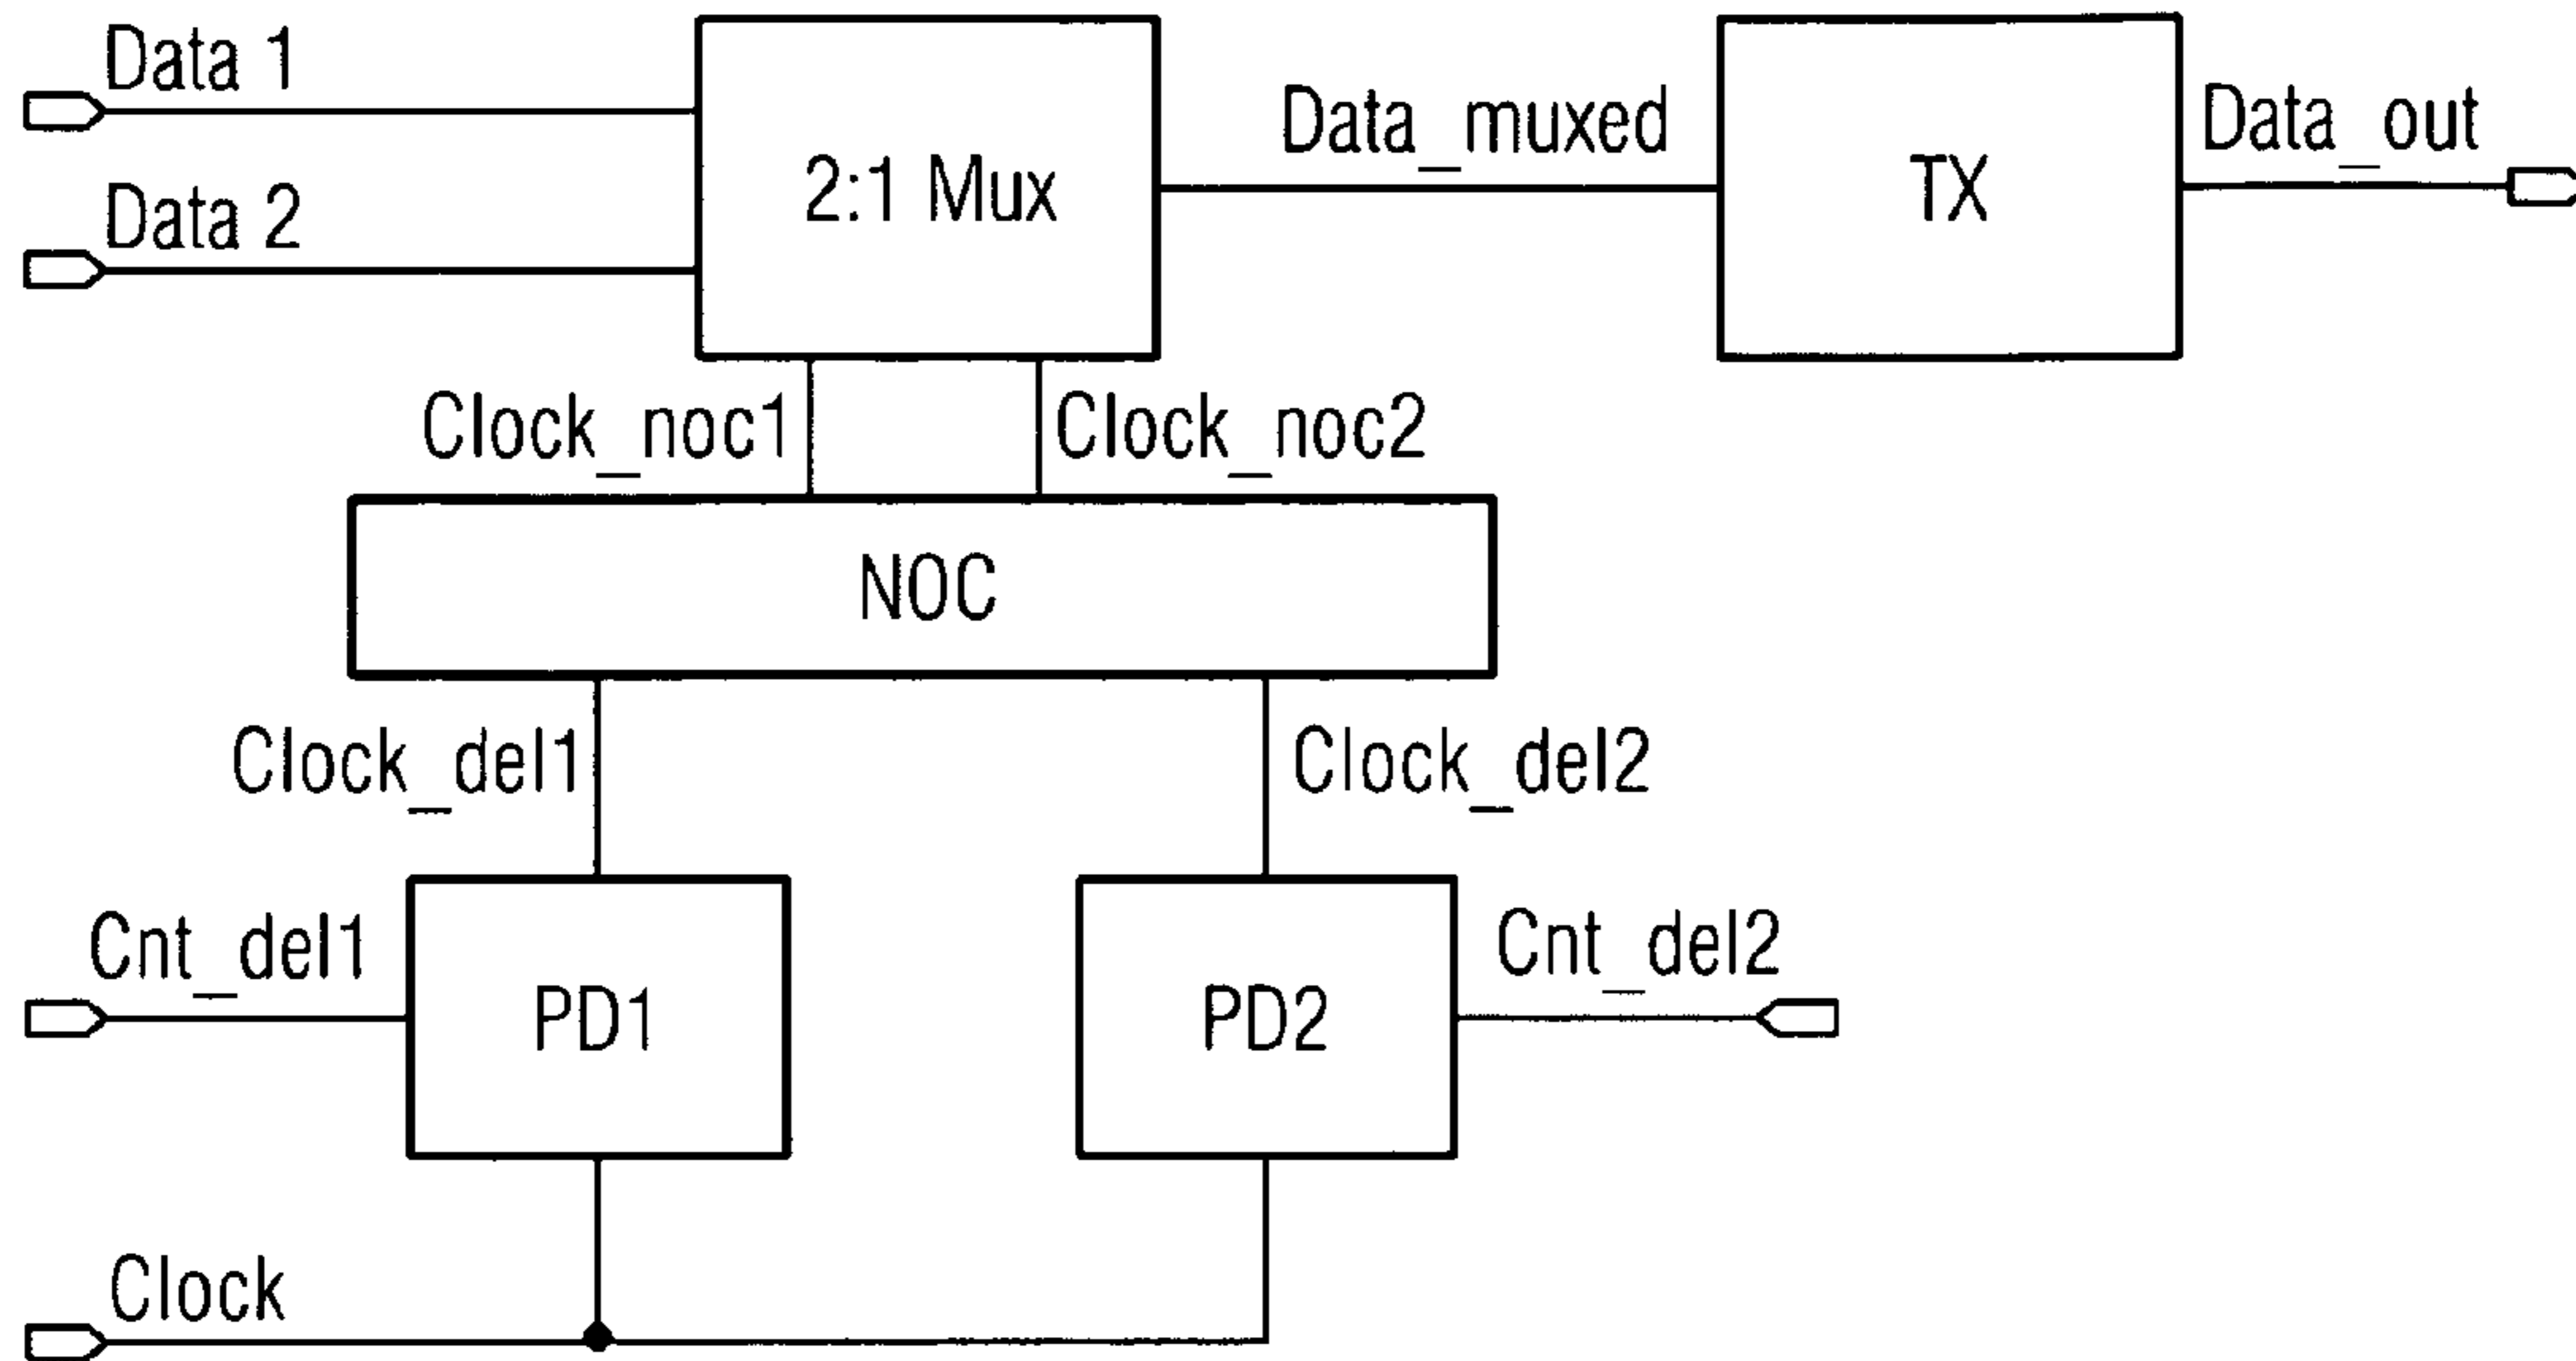 Data 1
Data_muxed
Data_out
2:1 Mux
TX
Data 2
Clock_noc1
Clock_noc2
NOC
Clock_del1
Clock_del2
Cnt_del1
Cnt_del2
PD1
PD2
Clock